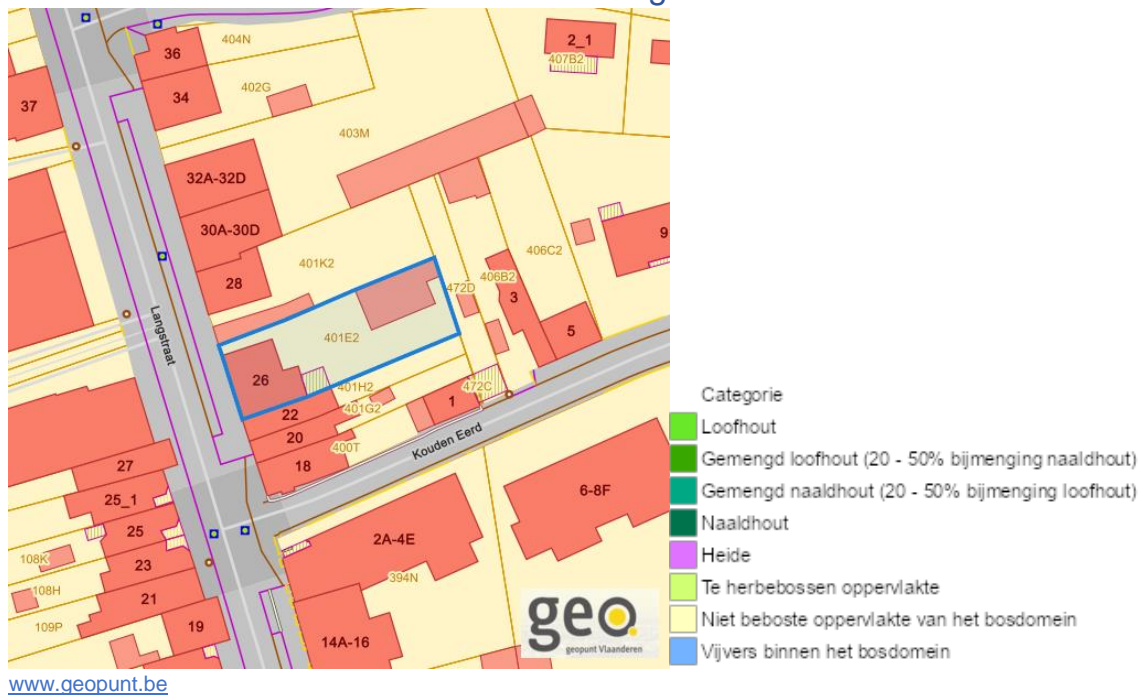 404N
36
2_1
407B2
37
34
402G
403M
32A-32D
30A-30D
9
406C2
401K2
28
472D
406B2
3
5
Langstraat
401E2
26
401H2
472C
22
401G2
1
20
400T
Kouden Eerd
18
27
25_1
6-8F
25
2A-4E
108K
23
394N
108H
21
109P
19
14A-16
geo
geopunt Vlaanderen
Categorie
Loofhout
Gemengd loofhout (20 - 50% bijmenging naaldhout)
Gemengd naaldhout (20 - 50% bijmenging loofhout)
Naaldhout
Heide
Te herbebossen oppervlakte
Niet beboste oppervlakte van het bosdomein
Vijvers binnen het bosdomein
www.geopunt.be